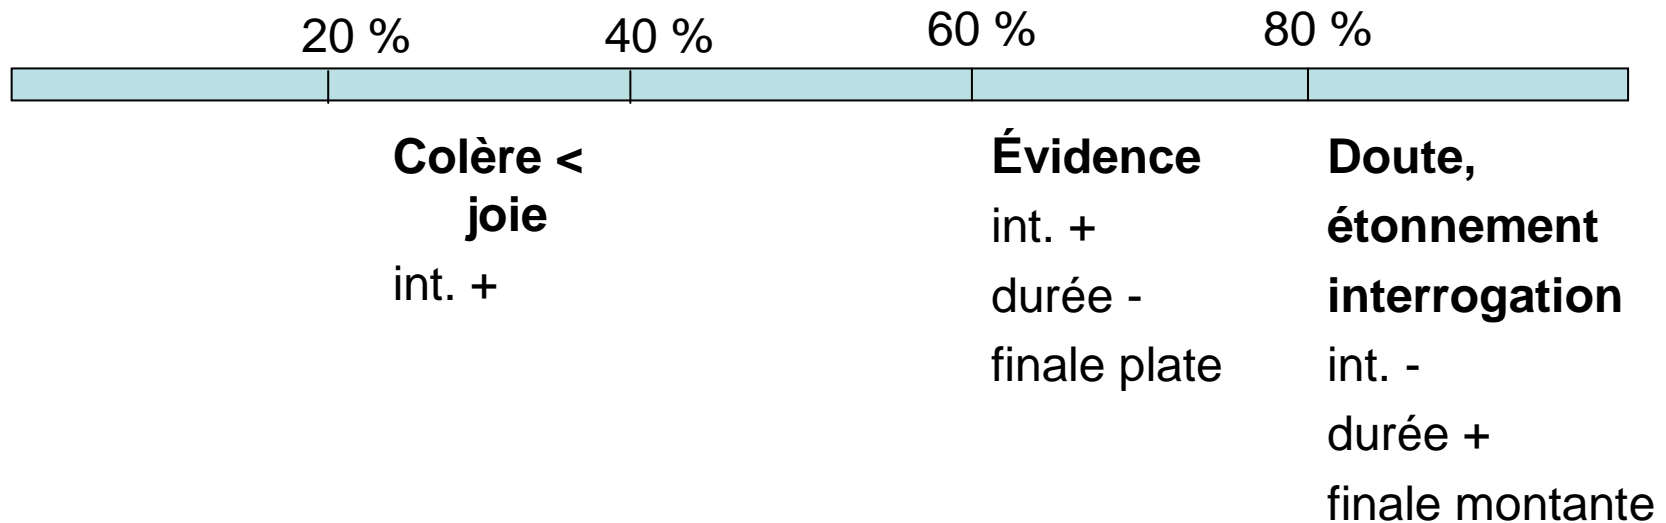 20 % 40 % 60 % 80 %
Colère <
joie
int. +
Évidence
int. +
durée -
finale plate
Doute,
étonnement
interrogation
int. -
durée +
finale montante